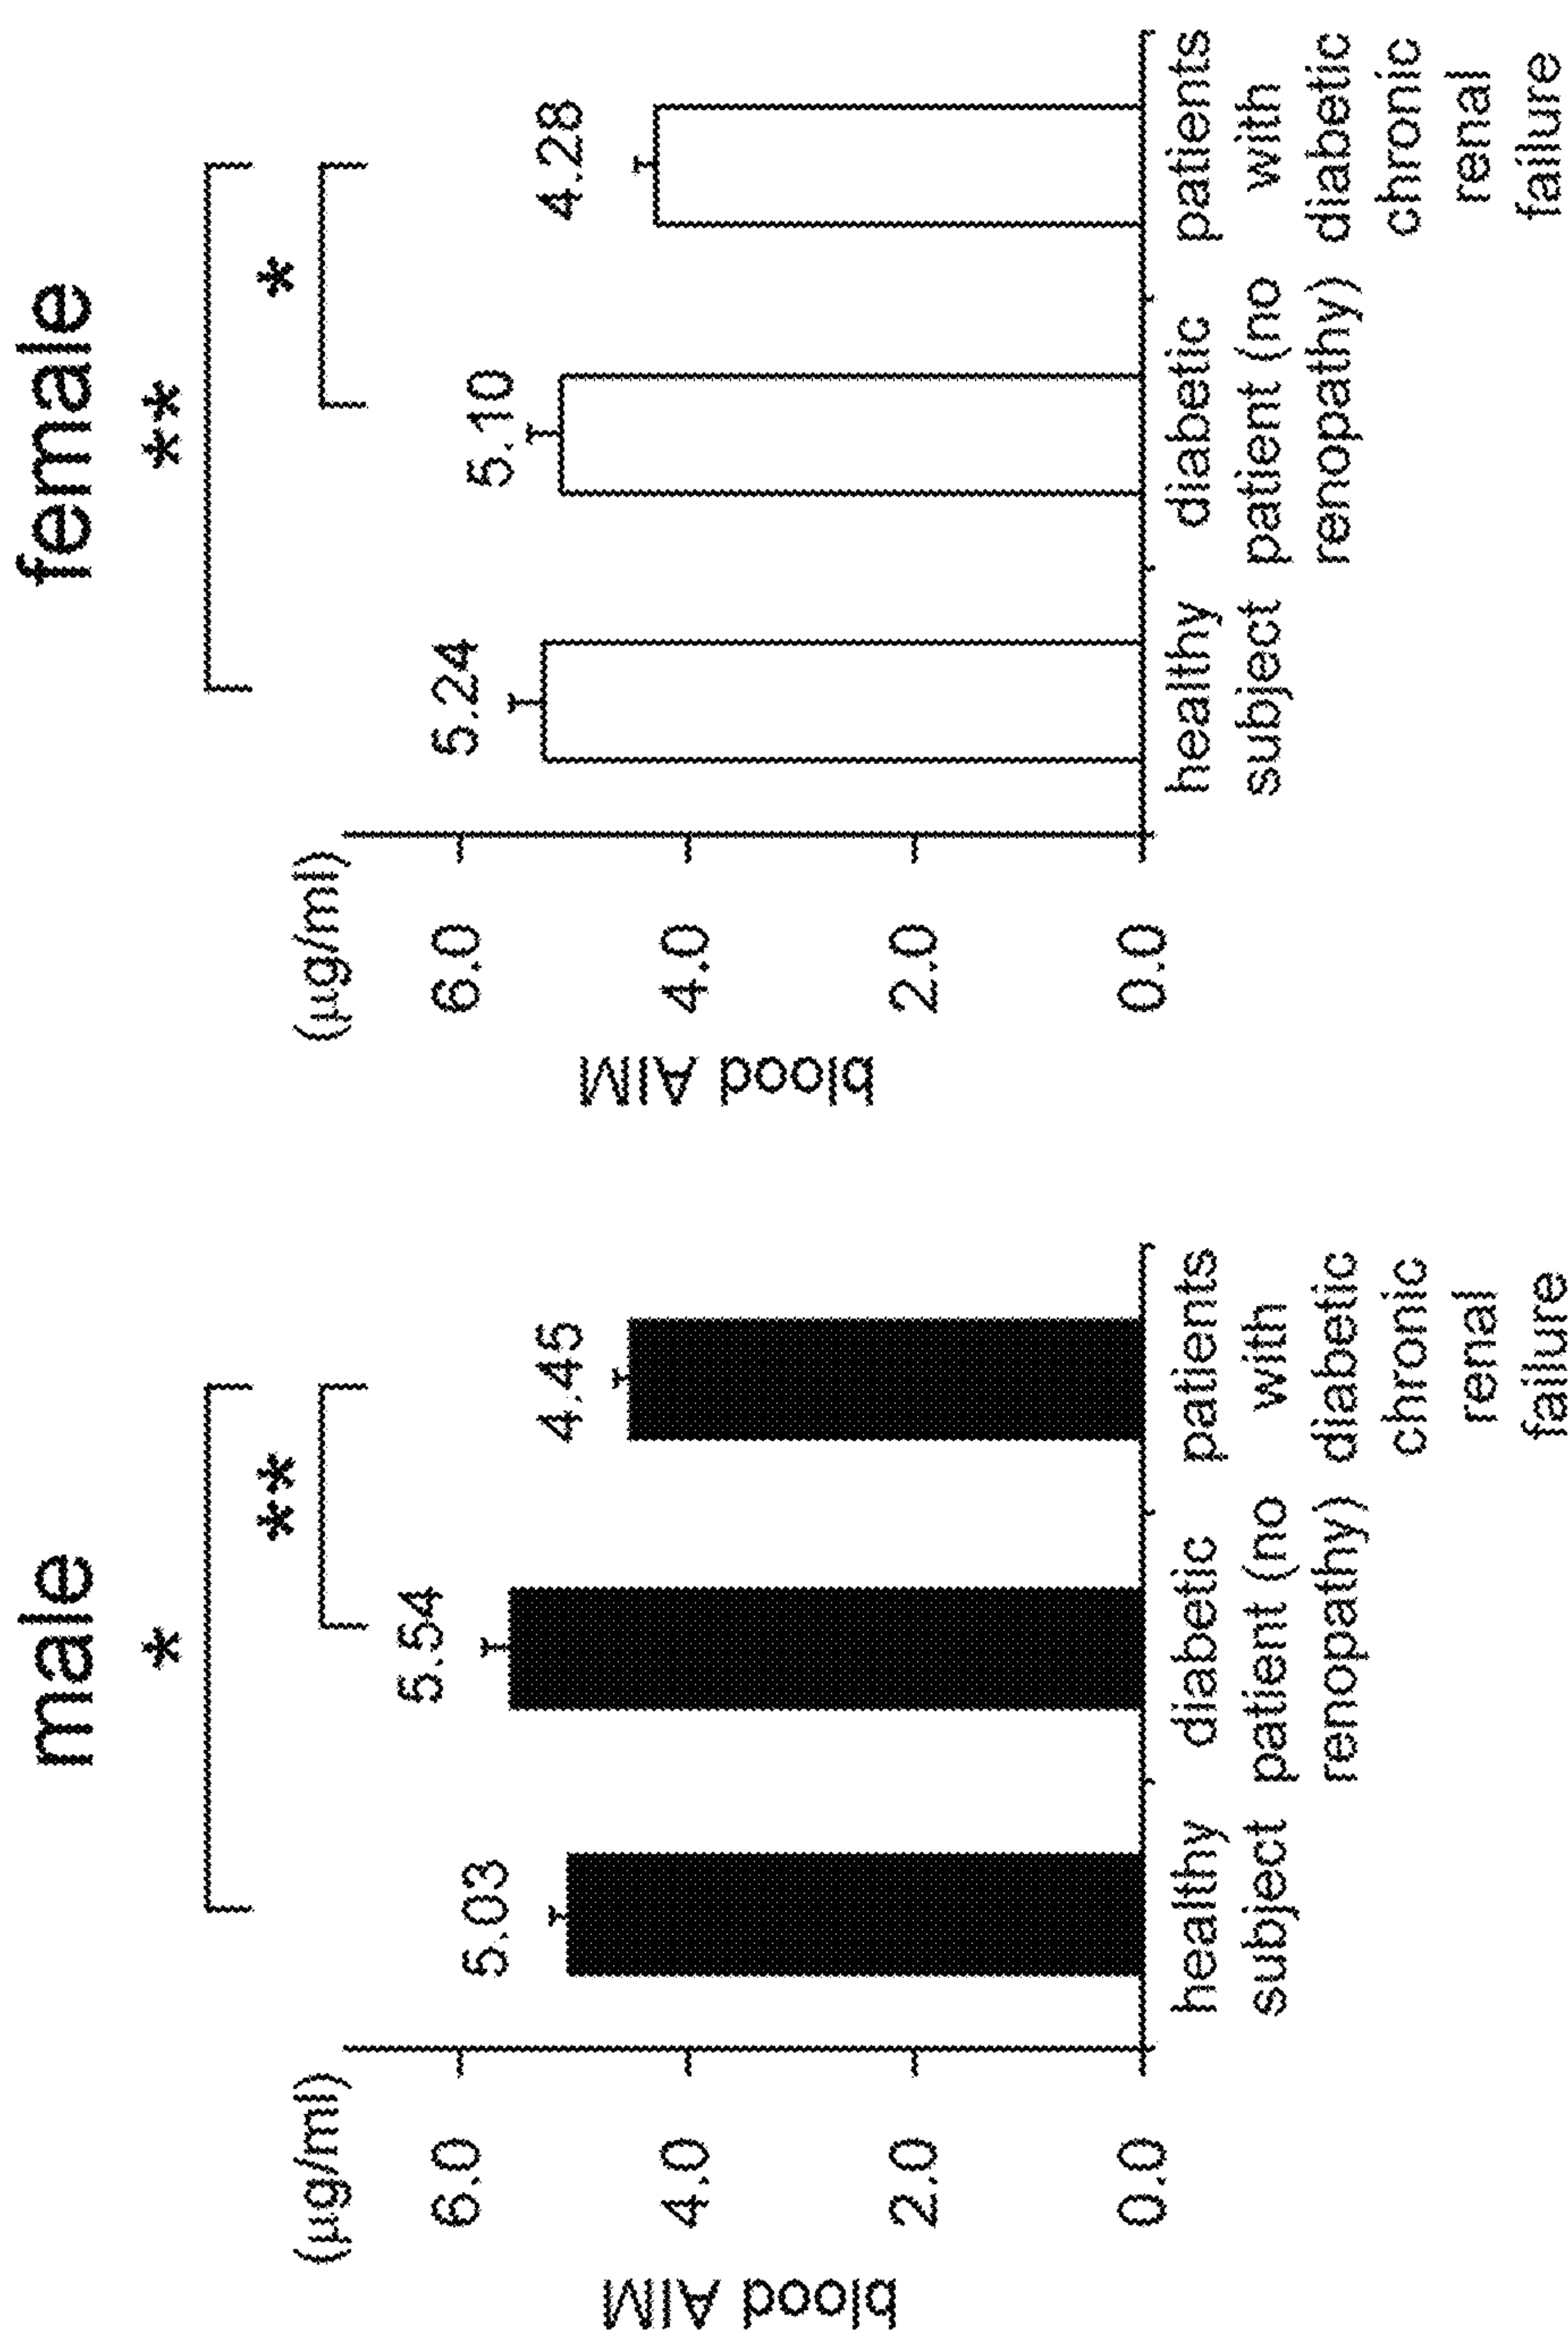 male
*
**
(μg/ml)
blood AIM
6.0
4.0
2.0
0.0
5.03
5.54
4.45
healthy
subject
diabetic
patient (no
renopathy)
patients
with
diabetic
chronic
renal
failure
female
**
*
(μg/ml)
blood AIM
6.0
4.0
2.0
0.0
5.24
5.10
4.28
healthy
subject
diabetic
patient (no
renopathy)
patients
with
diabetic
chronic
renal
failure